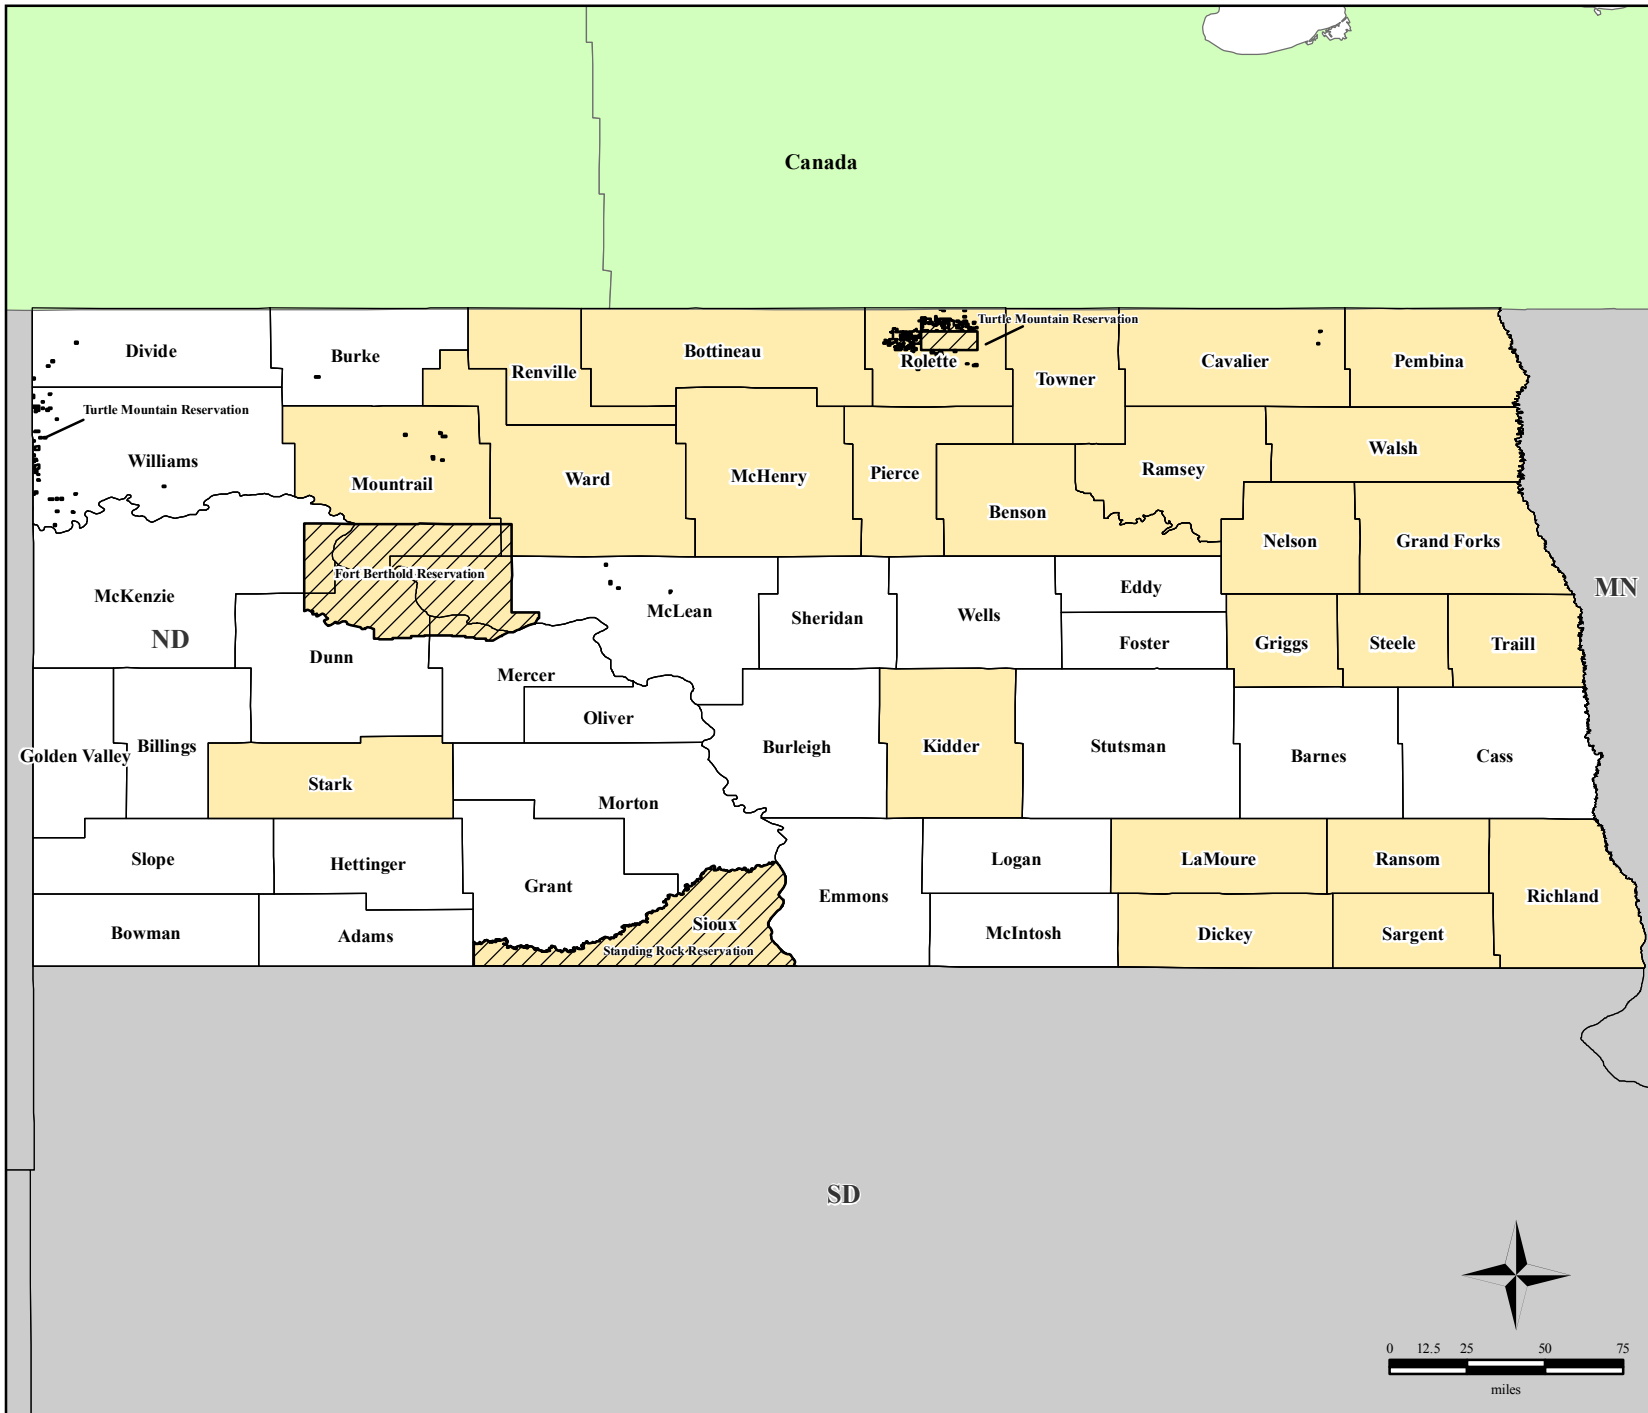 Canada
Turtle Mountain Reservation
Divide
Burke
Renville
Bottineau
Rolette
Towner
Cavalier
Pembina
Turtle Mountain Reservation
Williams
Mountrail
Ward
McHenry
Pierce
Benson
Ramsey
Walsh
Nelson
Grand Forks
McKenzie
Fort Berthold Reservation
McLean
Sheridan
Wells
Eddy
Foster
MN
ND
Dunn
Mercer
Oliver
Griggs
Steele
Traill
Golden Valley
Billings
Stark
Morton
Burleigh
Kidder
Stutsman
Barnes
Cass
Slope
Hettinger
Grant
Emmons
Logan
LaMoure
Ransom
Richland
Bowman
Adams
Sioux
Standing Rock Reservation
McIntosh
Dickey
Sargent
SD
0 12.5 25 50 75
miles